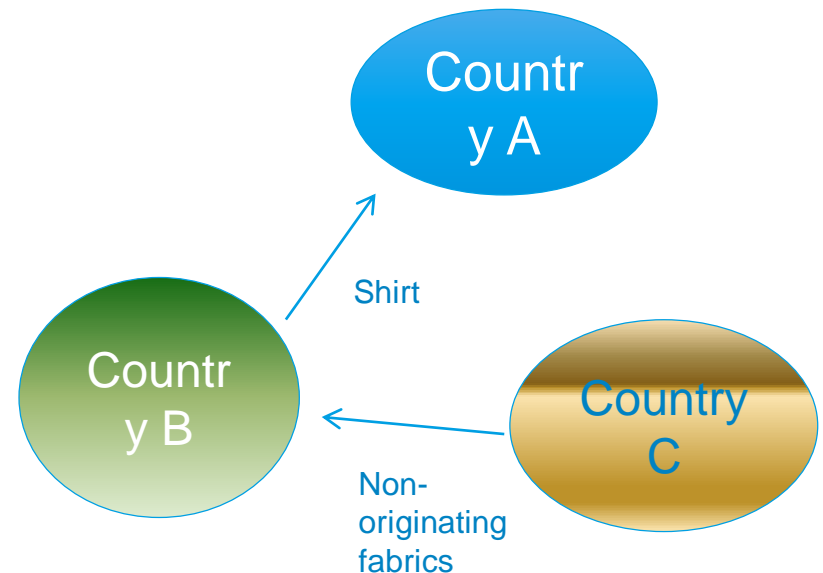 Countr
y A
Shirt
Countr
y B
Country
C
Non-
originating
fabrics